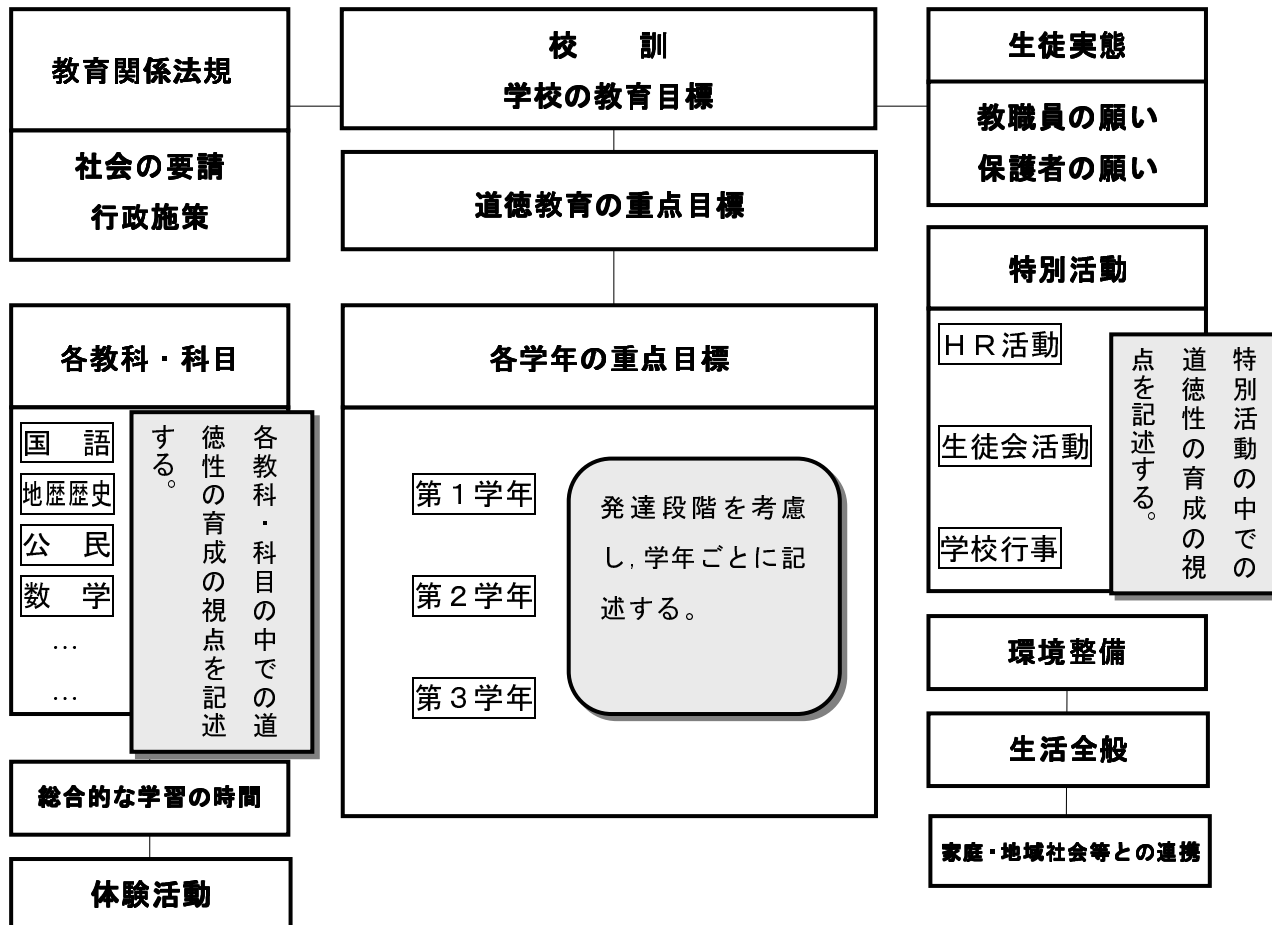 教育関係法規
社会の要請
行政施策
校　訓
学校の教育目標
生徒実態
教職員の願い
保護者の願い
道徳教育の重点目標
各教科・科目
国　語
地歴歴史
公　民
数　学
…
…
各教科・科目の中での道
徳性の育成の視点を記述
する。
総合的な学習の時間
体験活動
各学年の重点目標
第１学年
第２学年
第３学年
発達段階を考慮
し，学年ごとに記
述する。
特別活動
ＨＲ活動
生徒会活動
学校行事
特別活動の中での
道徳性の育成の視
点を記述する。
環境整備
生活全般
家庭・地域社会等との連携